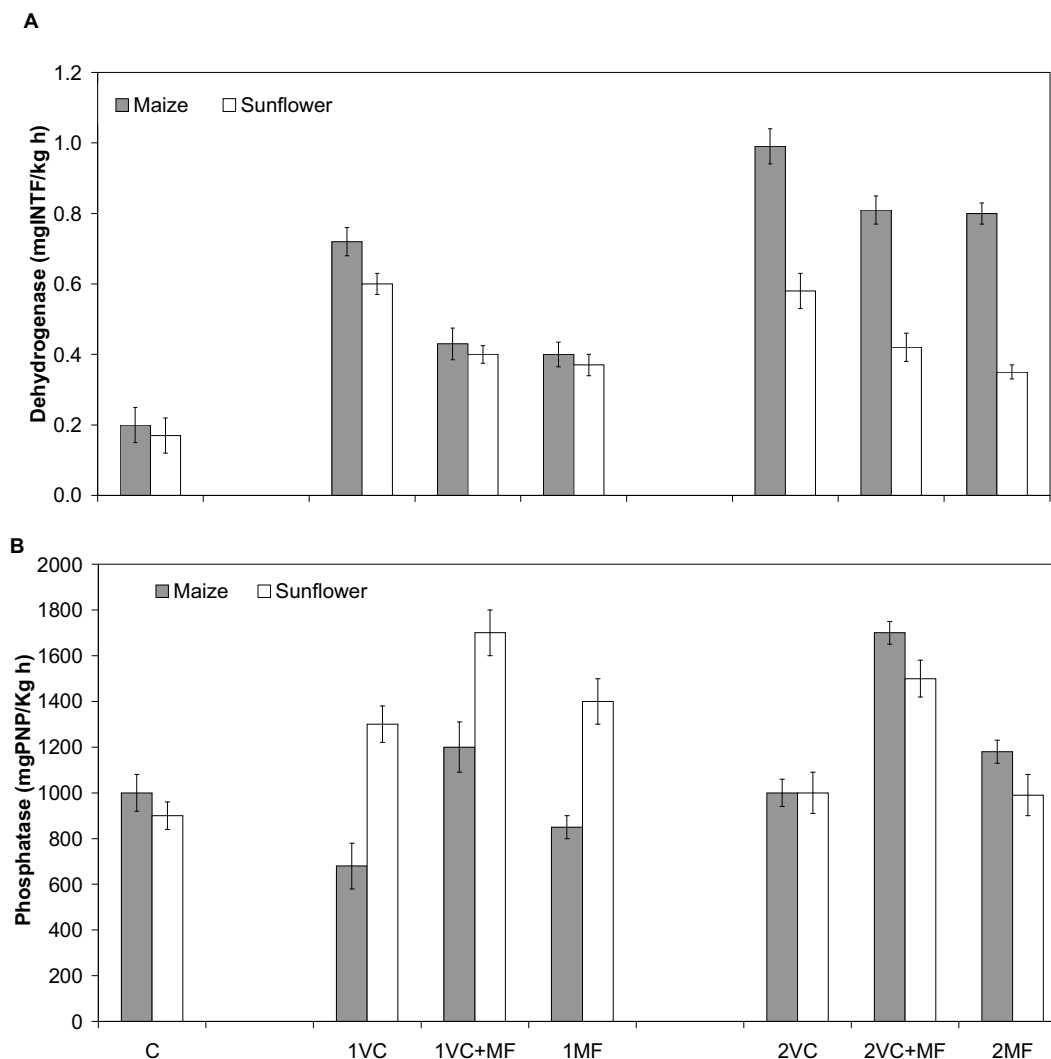 A
1.2
Maize Sunflower
1.0
0.8
0.6
0.4
0.2
0.0
Dehydrogenase (mgINTF/kg h)
B
2000
Maize Sunflower
1800
1600
1400
1200
1000
800
600
400
200
0
Phosphatase (mgPNP/Kg h)
C 1VC 1VC+MF 1MF 2VC 2VC+MF 2MF